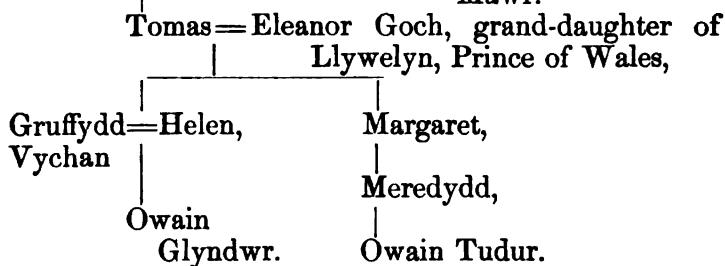 Tomas=Eleanor Goch, grand-daughter of
Llywelyn, Prince of Wales,
Gruffydd=Helen, Margaret,
Vychan
Meredydd,
Owain
Glyndwr. Owain Tudur.